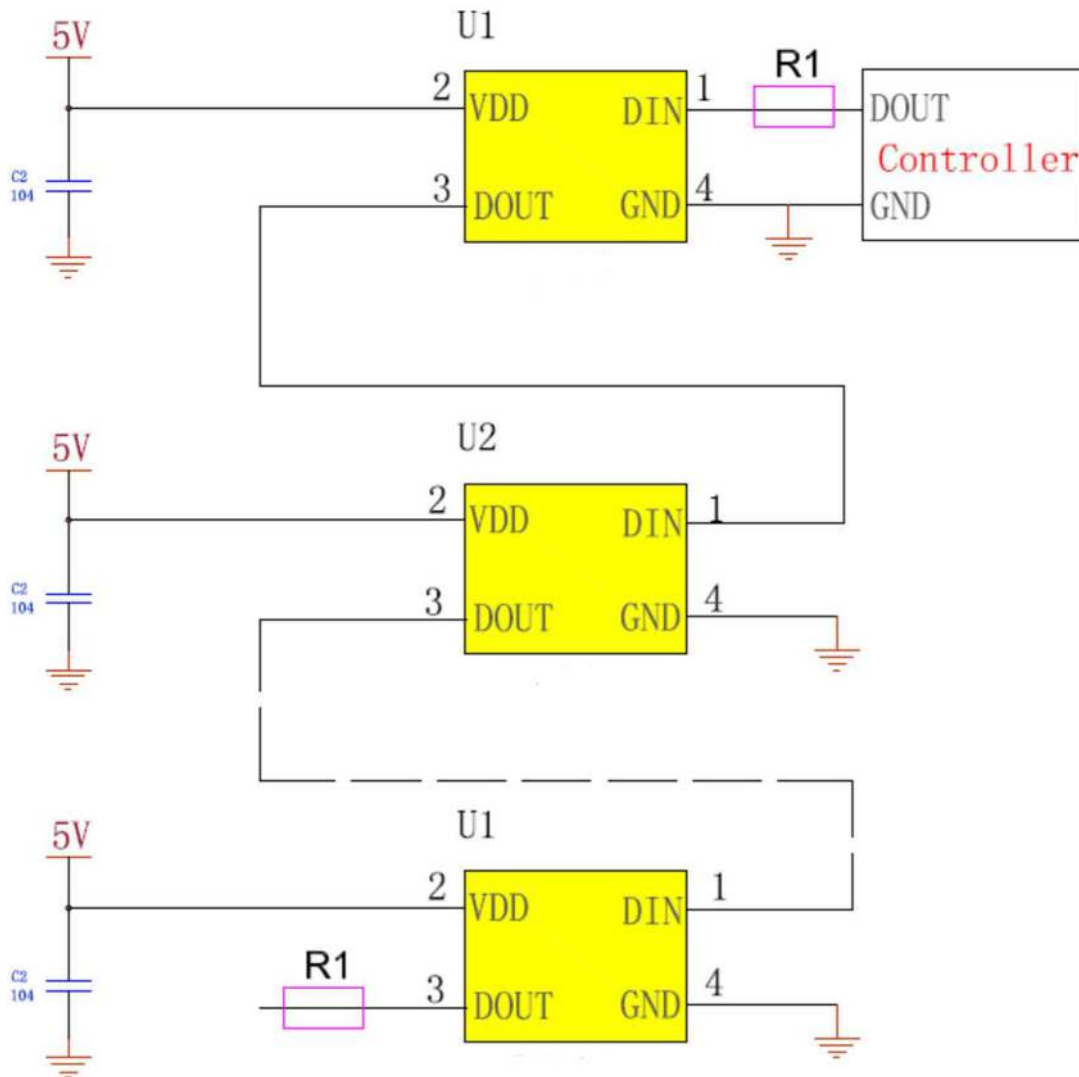 5V
U1
2
VDD
DIN
1
R1
DOUT
Controller
GND
C2
104
3
DOUT
GND
4
5V
U2
2
VDD
DIN
1
C2
104
3
DOUT
GND
4
5V
U1
2
VDD
DIN
1
C2
104
R1
3
DOUT
GND
4